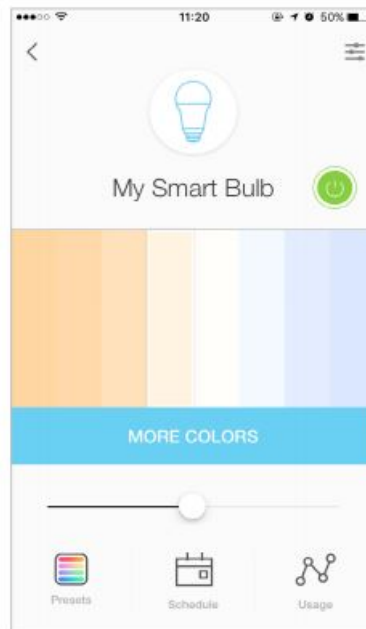 11:20
50%
My Smart Bulb
MORE COLORS
Presets
Schedule
Usage